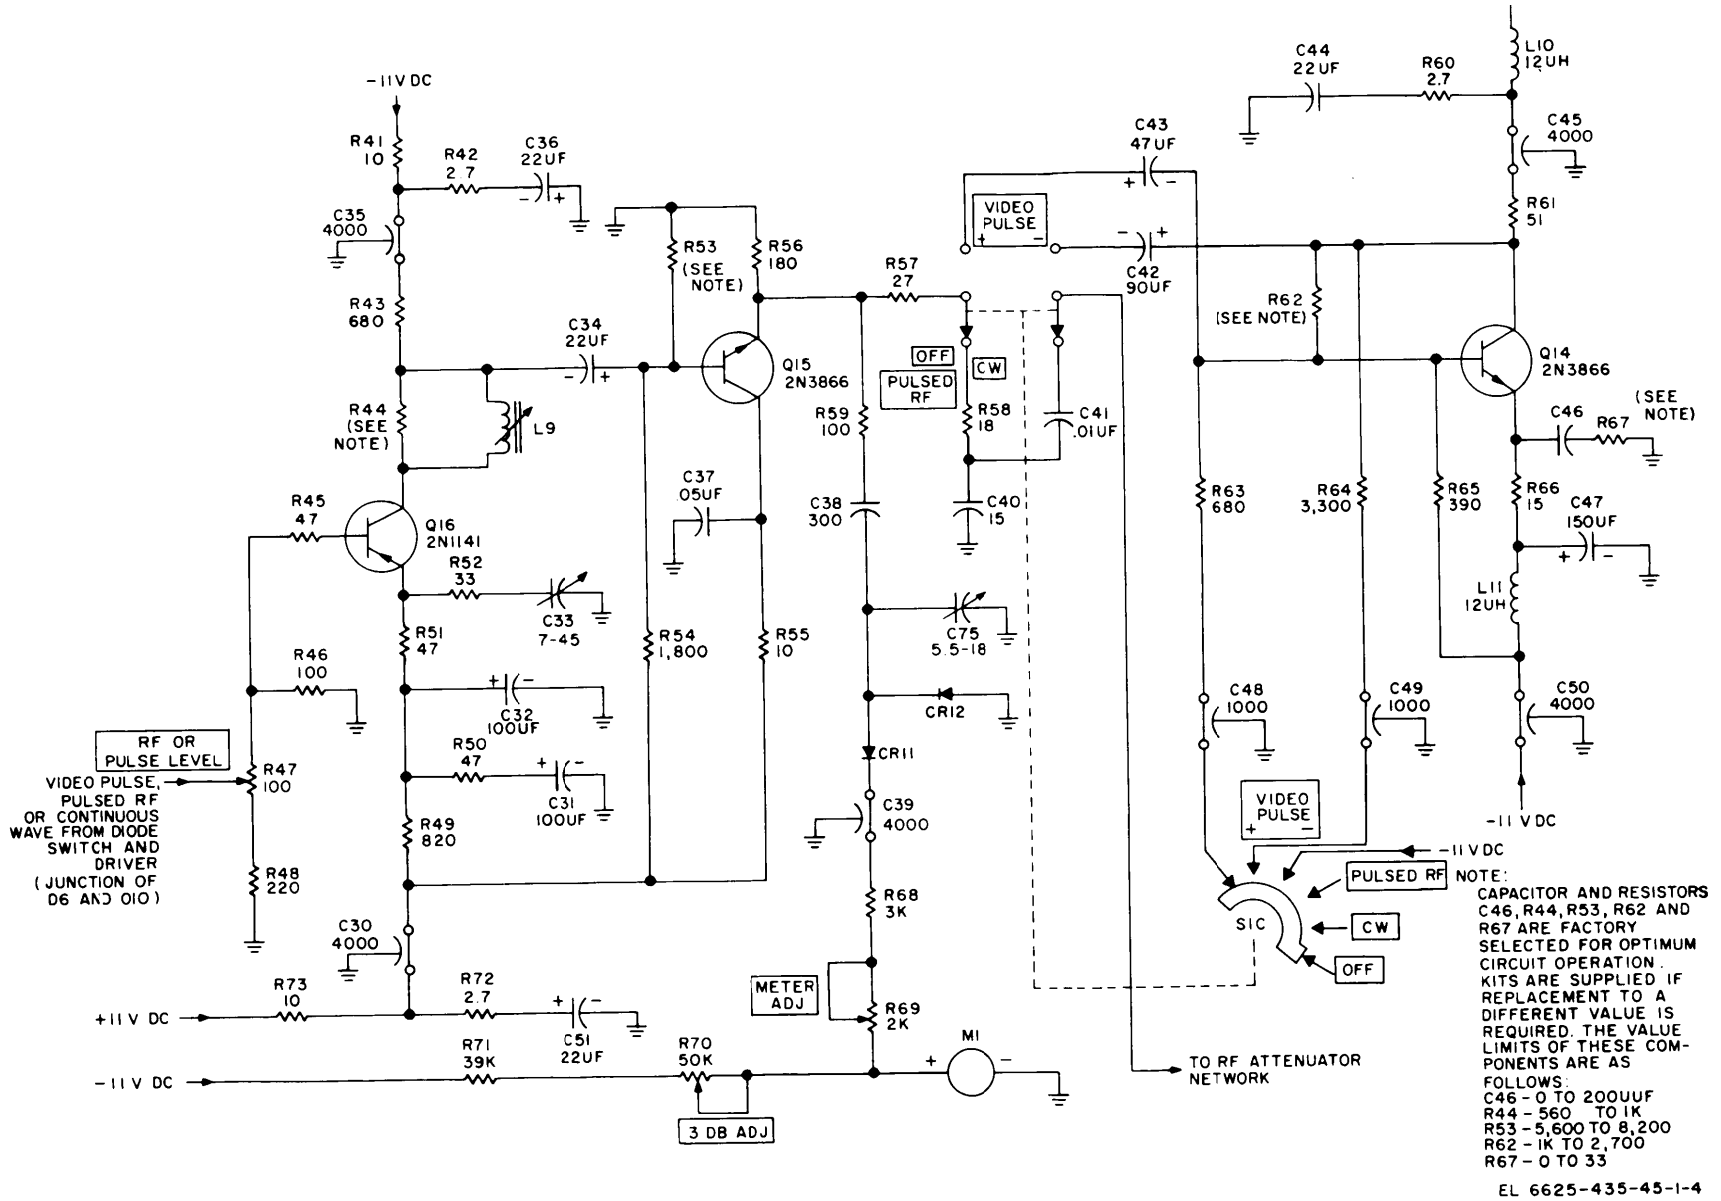 -11V DC
R41
10
R42
2.7
C36
22UF
- +
C35
4000
R43
680
R53
(SEE
NOTE)
R56
180
C34
22UF
- +
Q15
2N3866
R44
(SEE
NOTE)
L9
R45
47
Q16
2N1141
R52
33
C33
7-45
C37
.05UF
R51
47
R54
1,800
R55
10
R46
100
+ -
C32
100UF
RF OR
PULSE LEVEL
VIDEO PULSE,
PULSED RF
OR CONTINUOUS
WAVE FROM DIODE
SWITCH AND
DRIVER
(JUNCTION OF
D6 AND D10)
R47
100
R50
47
+ -
C31
100UF
R49
820
R48
220
C30
4000
R73
10
+11 V DC
R72
2.7
+ -
C51
22UF
R71
39K
-11 V DC
R70
50K
3 DB ADJ
R57
27
OFF
PULSED
RF
CW
R59
100
R58
18
C41
.01UF
C38
300
C40
15
C75
5.5-18
CR12
CR11
C39
4000
R68
3K
METER
ADJ
R69
2K
M1
+ -
TO RF ATTENUATOR
NETWORK
C43
47UF
+ -
VIDEO
PULSE
+ -
- +
C42
90UF
C44
22UF
R60
2.7
L10
12UH
C45
4000
R61
51
R62
(SEE NOTE)
Q14
2N3866
(SEE
NOTE)
C46
R67
R63
680
R64
3,300
R65
390
R66
15
C47
150UF
+ -
L11
12UH
C48
1000
C49
1000
C50
4000
-11 V DC
VIDEO
PULSE
+ -
-11V DC
PULSED RF
S1C
CW
OFF
NOTE:
CAPACITOR AND RESISTORS
C46, R44, R53, R62 AND
R67 ARE FACTORY
SELECTED FOR OPTIMUM
CIRCUIT OPERATION.
KITS ARE SUPPLIED IF
REPLACEMENT TO A
DIFFERENT VALUE IS
REQUIRED. THE VALUE
LIMITS OF THESE COM-
PONENTS ARE AS
FOLLOWS:
C46-0 TO 200UUF
R44-560 TO 1K
R53-5,600 TO 8,200
R62-1K TO 2,700
R67-0 TO 33
EL 6625-435-45-1-4